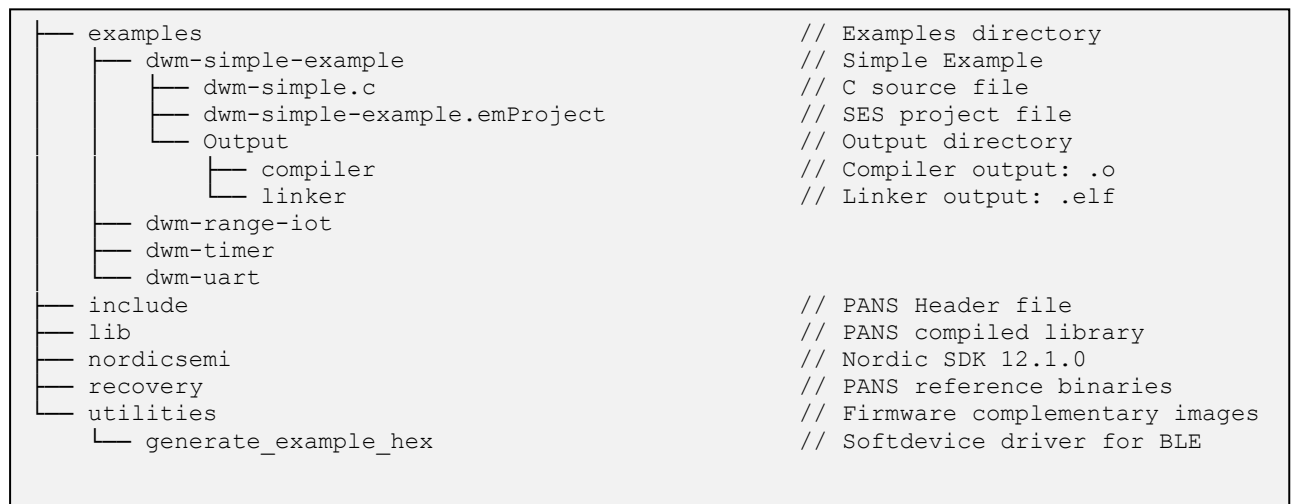 ├── examples // Examples directory
│   ├── dwm-simple-example // Simple Example
│   │   ├── dwm-simple.c // C source file
│   │   ├── dwm-simple-example.emProject // SES project file
│   │   └── Output // Output directory
│   │       ├── compiler // Compiler output: .o
│   │       └── linker // Linker output: .elf
│   ├── dwm-range-iot
│   ├── dwm-timer
│   └── dwm-uart
├── include // PANS Header file
├── lib // PANS compiled library
├── nordicsemi // Nordic SDK 12.1.0
├── recovery // PANS reference binaries
└── utilities // Firmware complementary images
    └── generate_example_hex // Softdevice driver for BLE